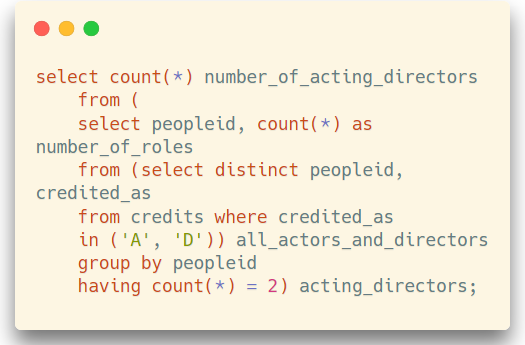 select count(*) number_of_acting_directors
    from (
    select peopleid, count(*) as
number_of_roles
    from (select distinct peopleid,
credited_as
    from credits where credited_as
    in ('A', 'D')) all_actors_and_directors
    group by peopleid
    having count(*) = 2) acting_directors;